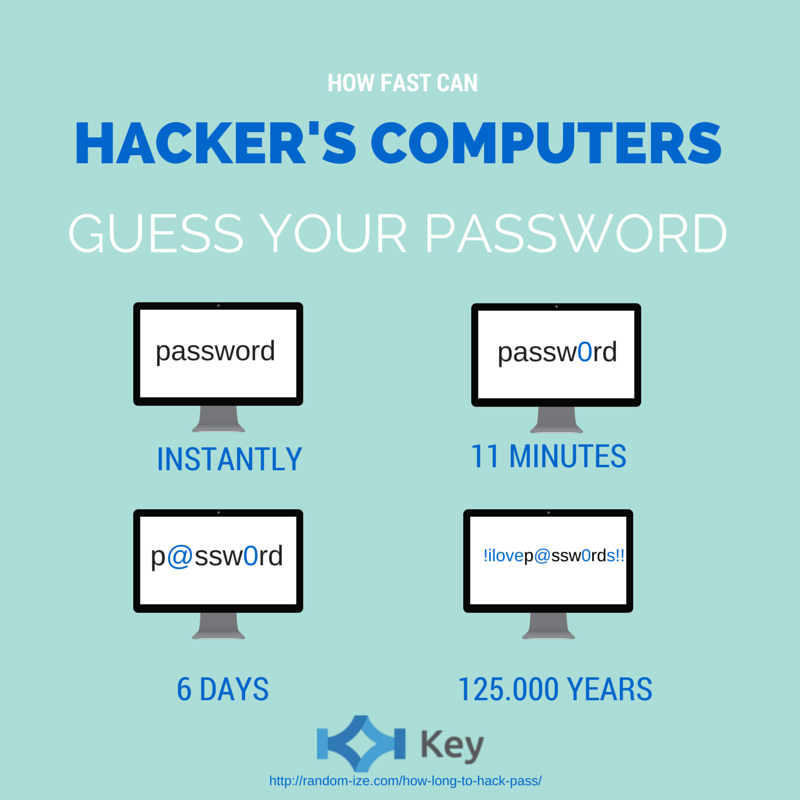 HOW FAST CAN
HACKER'S COMPUTERS
GUESS YOUR PASSWORD
password
passw0rd
INSTANTLY
11 MINUTES
p@ssw0rd
!ilovep@ssw0rds!!
6 DAYS
125.000 YEARS
Key
http://random-ize.com/how-long-to-hack-pass/